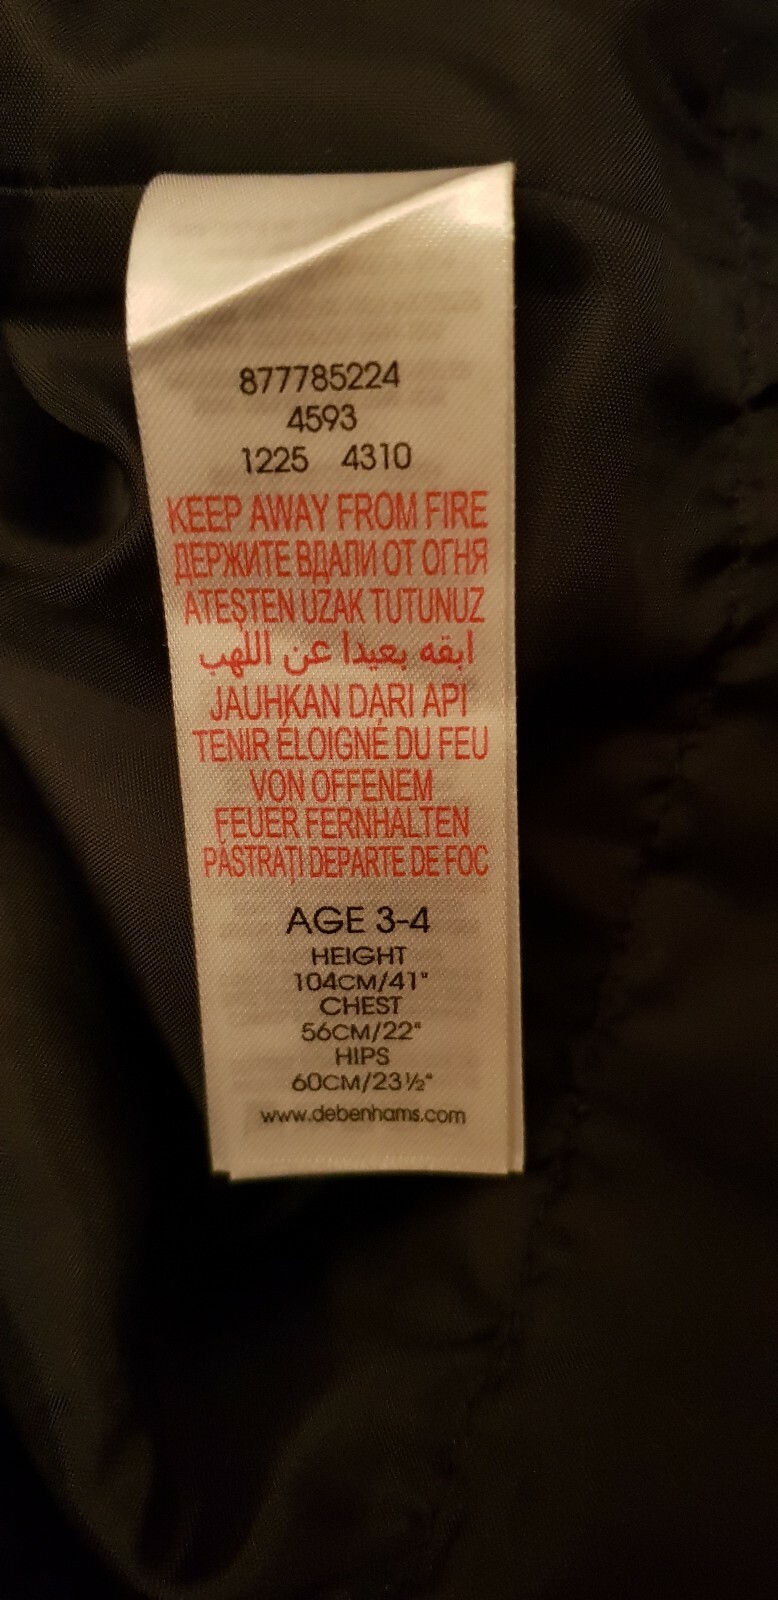 877785224
4593
1225 4310
KEEP AWAY FROM FIRE
ДЕРЖИТЕ ВДАЛИ ОТ ОГНЯ
ATEŞTEN UZAK TUTUNUZ
ابقه بعيدا عن اللهب
JAUHKAN DARI API
TENIR ÉLOIGNÉ DU FEU
VON OFFENEM
FEUER FERNHALTEN
PĂSTRAȚI DEPARTE DE FOC
AGE 3-4
HEIGHT
104CM/41"
CHEST
56CM/22"
HIPS
60CM/23½"
www.debenhams.com